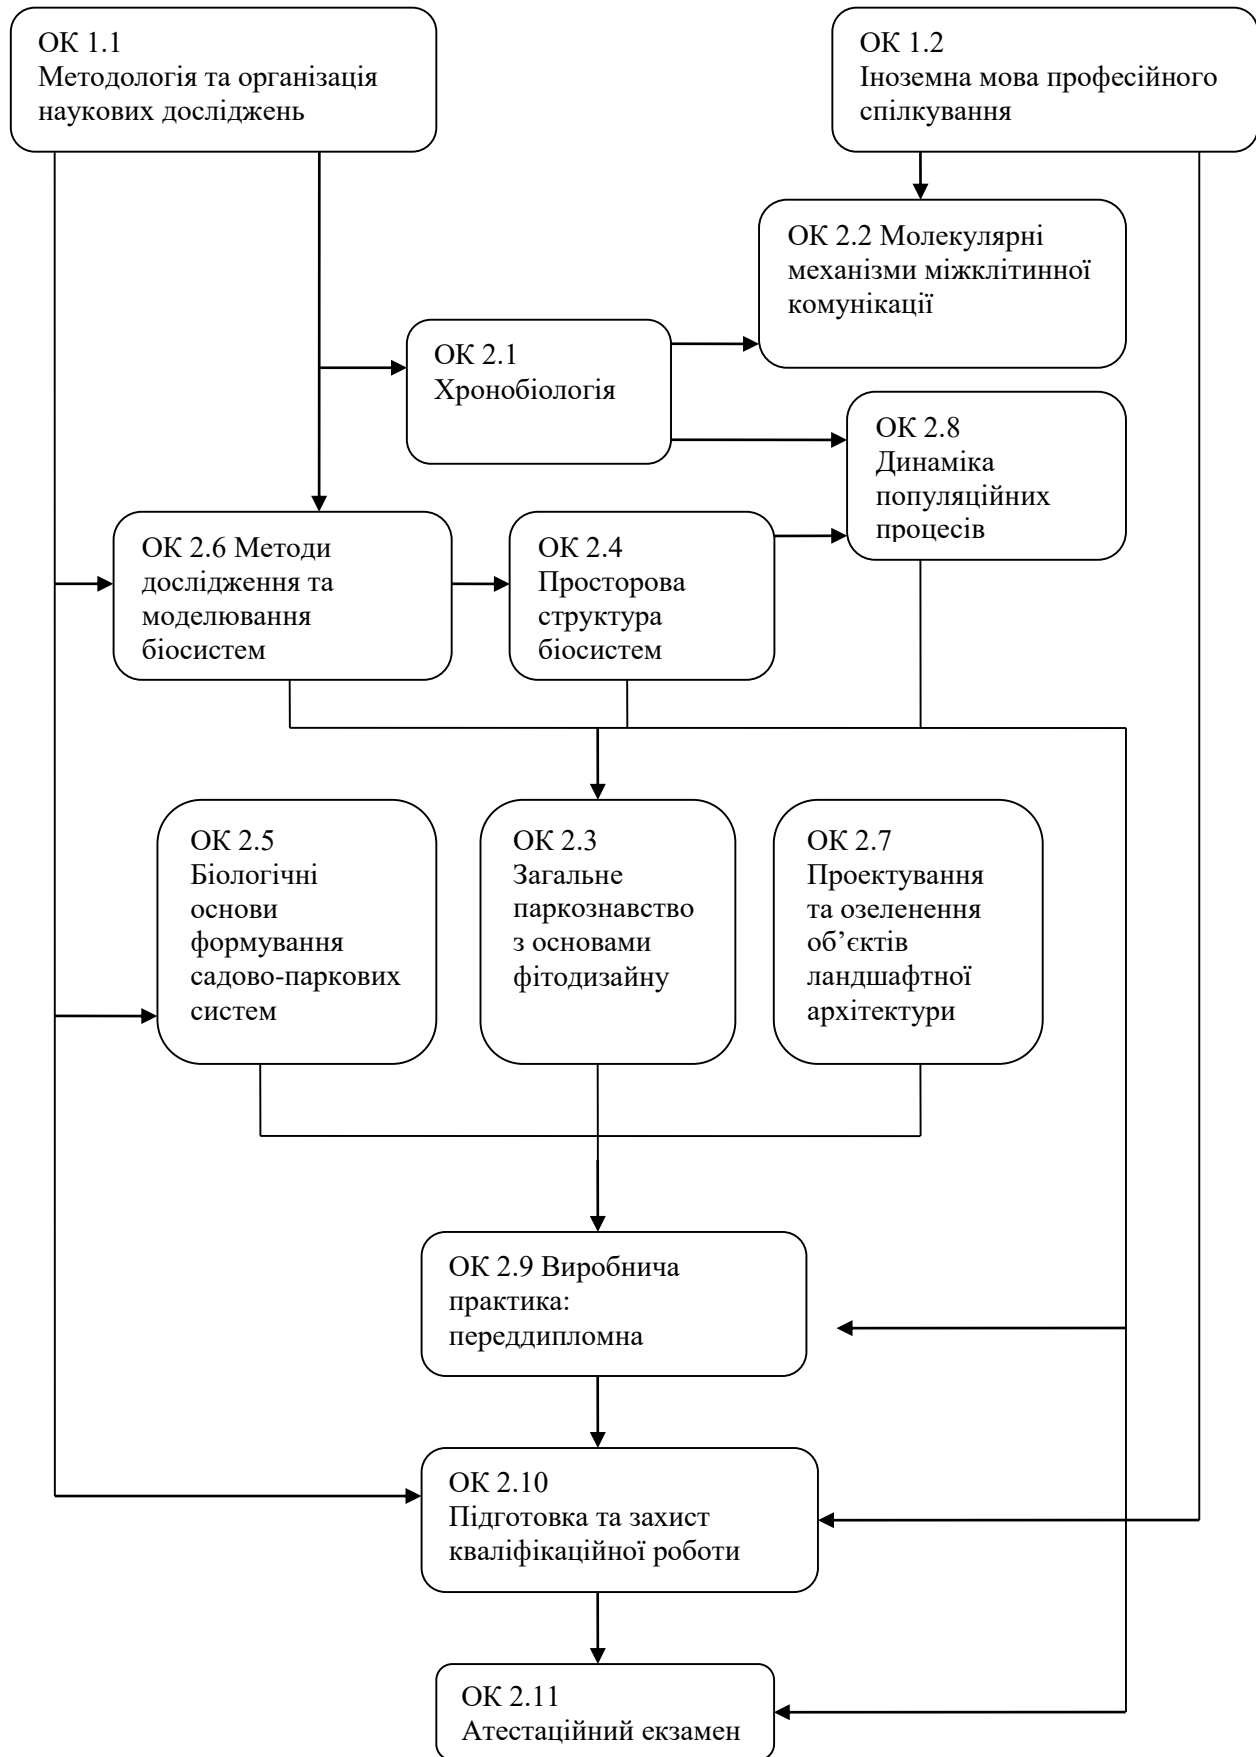 ОК 1.1
Методологія та організація
наукових досліджень
ОК 1.2
Іноземна мова професійного
спілкування
ОК 2.2 Молекулярні
механізми міжклітинної
комунікації
ОК 2.1
Хронобіологія
ОК 2.8
Динаміка
популяційних
процесів
ОК 2.6 Методи
дослідження та
моделювання
біосистем
ОК 2.4
Просторова
структура
біосистем
ОК 2.5
Біологічні
основи
формування
садово-паркових
систем
ОК 2.3
Загальне
паркознавство
з основами
фітодизайну
ОК 2.7
Проектування
та озеленення
об’єктів
ландшафтної
архітектури
ОК 2.9 Виробнича
практика:
переддипломна
ОК 2.10
Підготовка та захист
кваліфікаційної роботи
ОК 2.11
Атестаційний екзамен